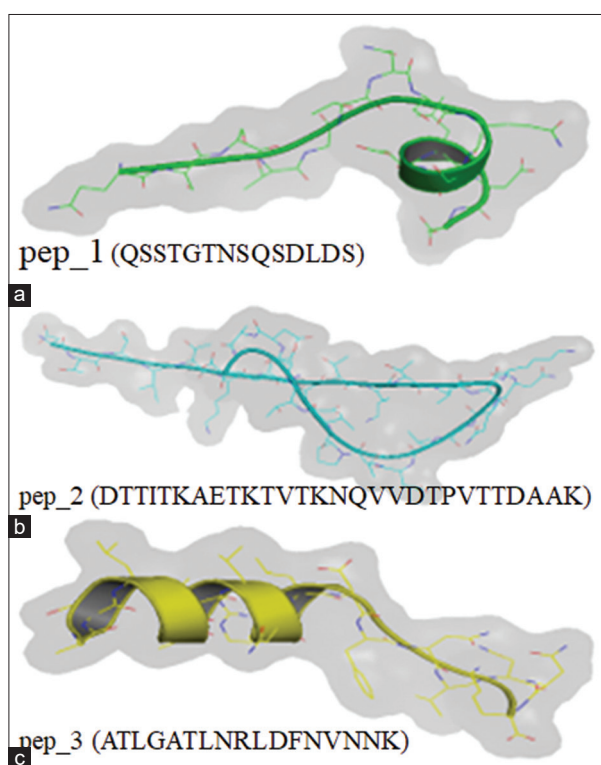 pep_1 (QSSTGTNSQSDLDS)
a
pep_2 (DTTITKAETKTVTKNQVVDTPVTTDAAK)
b
pep_3 (ATLGATLNRLDFNVNNK)
c